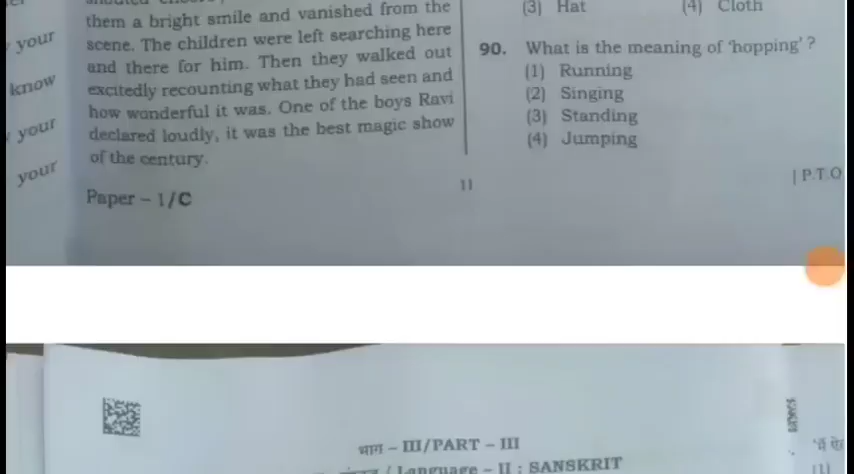 them a bright smile and vanished from the
scene. The children were left searching here
and there for him. Then they walked out
excitedly recounting what they had seen and
how wonderful it was. One of the boys Ravi
declared loudly, it was the best magic show
of the century.
your
know
your
your
Paper – 1/C
(3) Hat (4) Cloth
90. What is the meaning of 'hopping' ?
(1) Running
(2) Singing
(3) Standing
(4) Jumping
11
| P.T.O
भाग – III/PART – III
/ Language – II : SANSKRIT
(1)